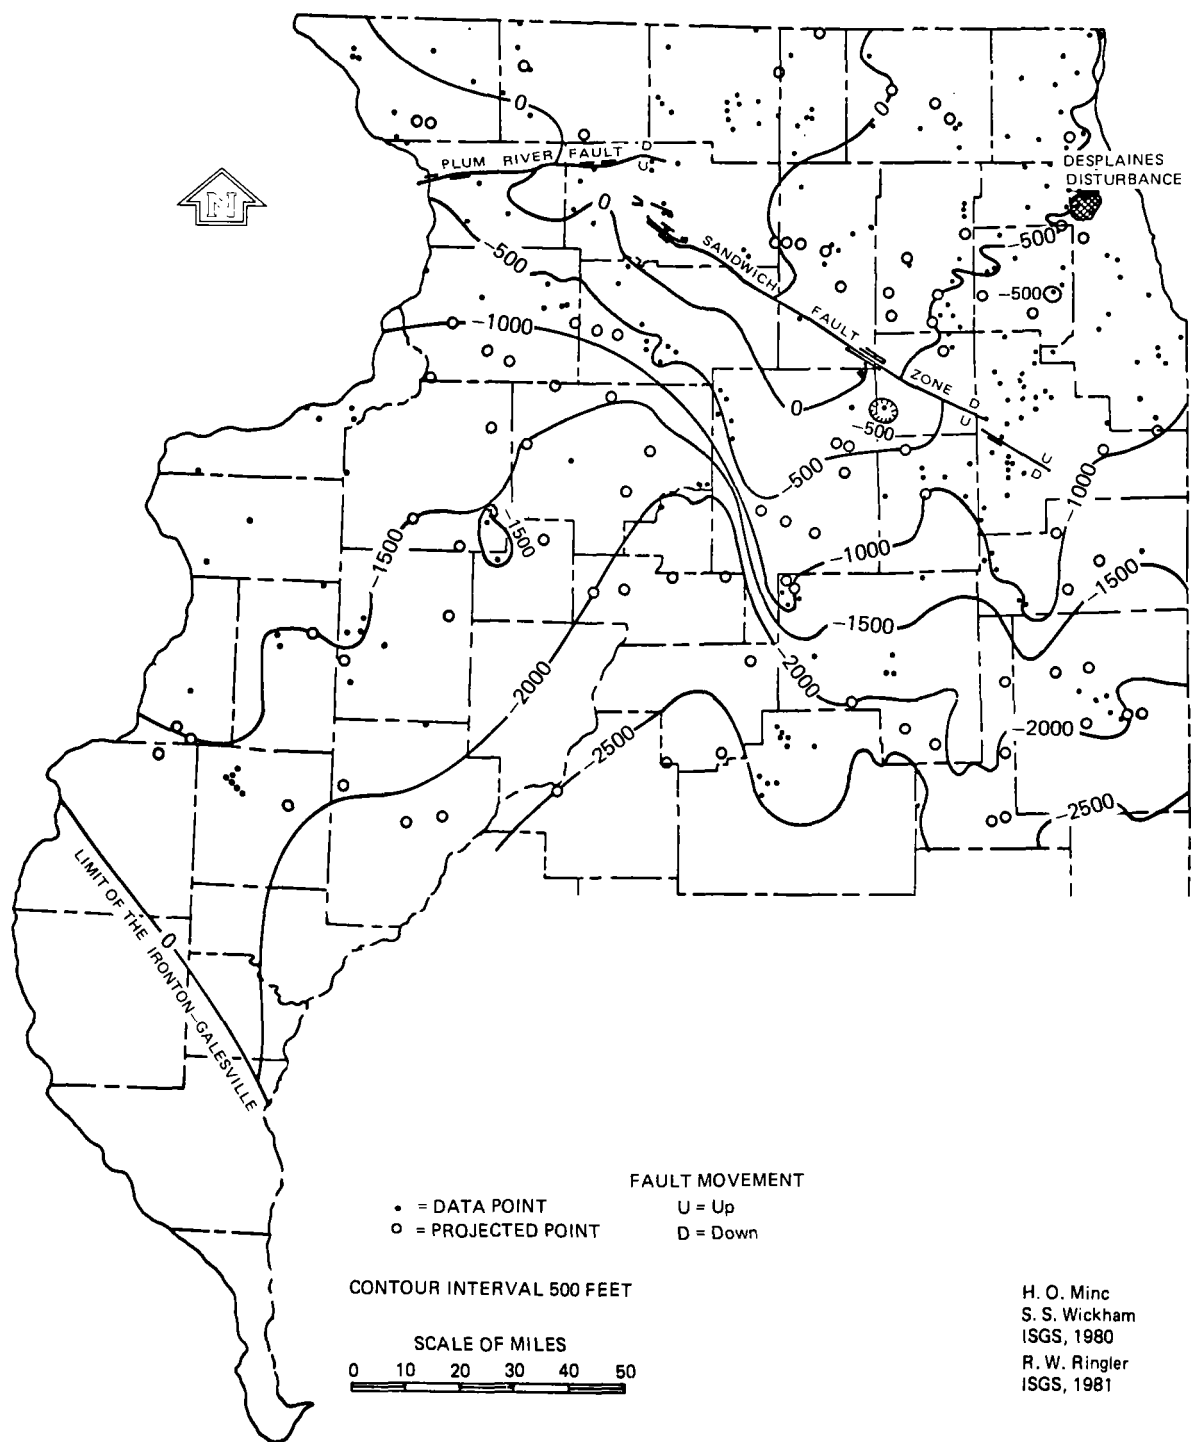 0
0
PLUM RIVER FAULT
D
U
DESPLAINES
DISTURBANCE
N
0
U
SANDWICH
FAULT
ZONE
D
U
U
D
-500
-500
-500
-1000
0
-500
-500
-1000
-1000
-1500
-1500
-1500
-1500
-2000
-2000
-2000
-2500
-2500
LIMIT OF THE IRONTON-GALESVILLE
0
FAULT MOVEMENT
• = DATA POINT
U = Up
o = PROJECTED POINT
D = Down
CONTOUR INTERVAL 500 FEET
SCALE OF MILES
0 10 20 30 40 50
H. O. Minc
S. S. Wickham
ISGS, 1980
R. W. Ringler
ISGS, 1981